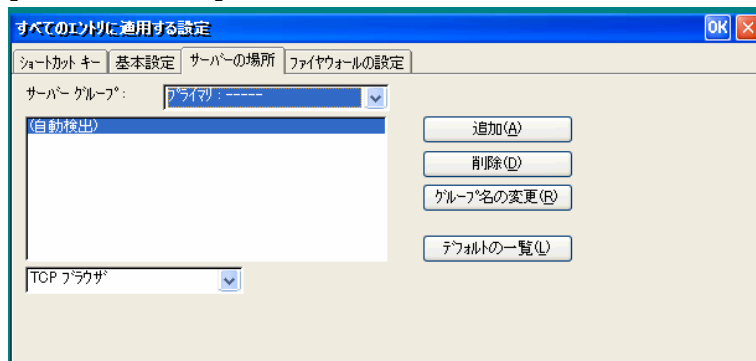 すべてのエントリに適用する設定 OK
ショートカット キー 基本設定 サーバーの場所 ファイヤウォールの設定
サーバー グループ: プライマリ : -----
(自動検出)
追加(A)
削除(D)
グループ名の変更(R)
デフォルトの一覧(L)
TCP ブラウザ